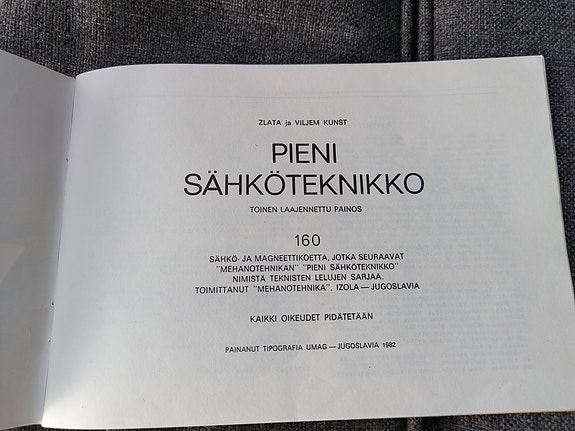 ZLATA ja VILJEM KUNST
PIENI
SÄHKÖTEKNIKKO
TOINEN LAAJENNETTU PAINOS
160
SÄHKÖ- JA MAGNEETTIKOETTA, JOTKA SEURAAVAT
"MEHANOTEHNIKAN" "PIENI SÄHKÖTEKNIKKO"
NIMISTÄ TEKNISTEN LELUJEN SARJAA.
TOIMITTANUT "MEHANOTEHNIKA", IZOLA — JUGOSLAVIA
KAIKKI OIKEUDET PIDÄTETÄÄN
PAINANUT TIPOGRAFIA UMAG — JUGOSLAVIA 1982